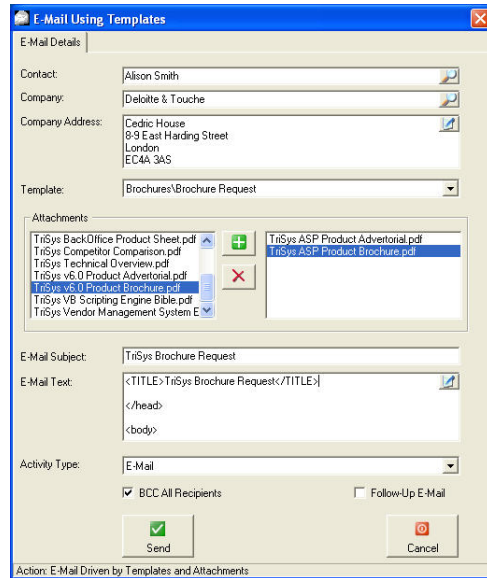 E-Mail Using Templates
E-Mail Details
Contact:
Alison Smith
Company:
Deloitte & Touche
Company Address:
Cedric House
8-9 East Harding Street
London
EC4A 3AS
Template:
Brochures\Brochure Request
Attachments
TriSys BackOffice Product Sheet.pdf
TriSys Competitor Comparison.pdf
TriSys Technical Overview.pdf
TriSys v6.0 Product Advertorial.pdf
TriSys v6.0 Product Brochure.pdf
TriSys VB Scripting Engine Bible.pdf
TriSys Vendor Management System E
TriSys ASP Product Advertorial.pdf
TriSys ASP Product Brochure.pdf
E-Mail Subject:
TriSys Brochure Request
E-Mail Text:
<TITLE>TriSys Brochure Request</TITLE>
</head>
<body>
Activity Type:
E-Mail
BCC All Recipients
Follow-Up E-Mail
Send
Cancel
Action: E-Mail Driven by Templates and Attachments